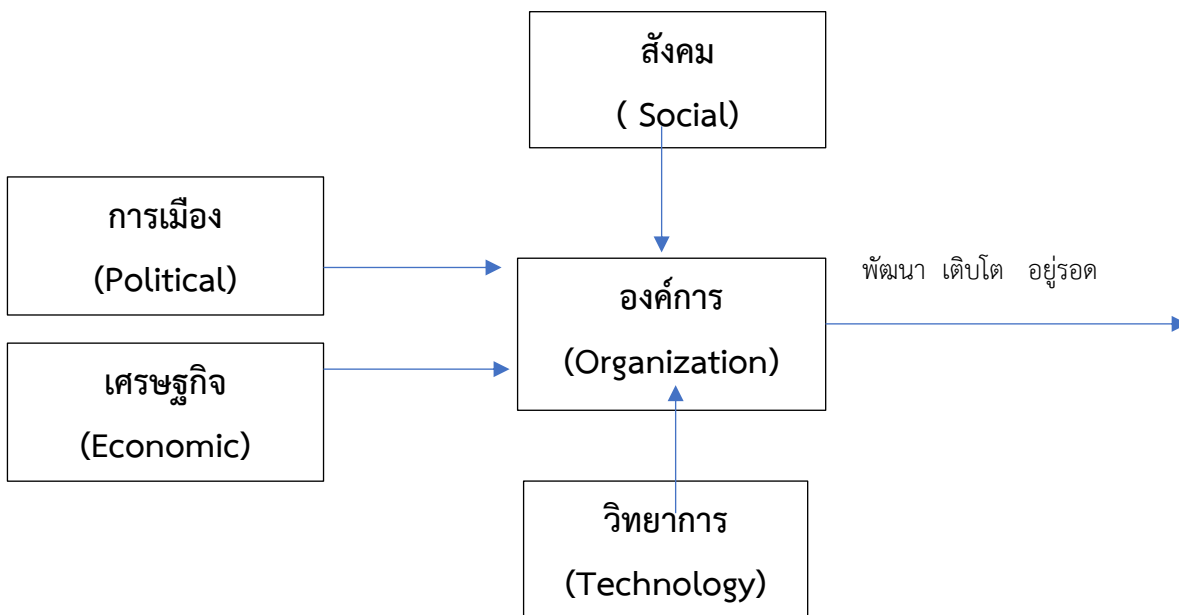 สังคม
( Social)
การเมือง
(Political)
องค์การ
(Organization)
พัฒนา เติบโต อยู่รอด
เศรษฐกิจ
(Economic)
วิทยาการ
(Technology)